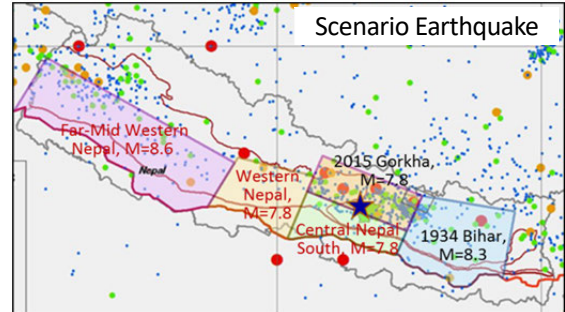 Scenario Earthquake
Far-Mid Western
Nepal, M=8.6
Nepal
Western
Nepal,
M=7.8
2015 Gorkha,
M=7.8
Central Nepal
South, M=7.8
1934 Bihar,
M=8.3